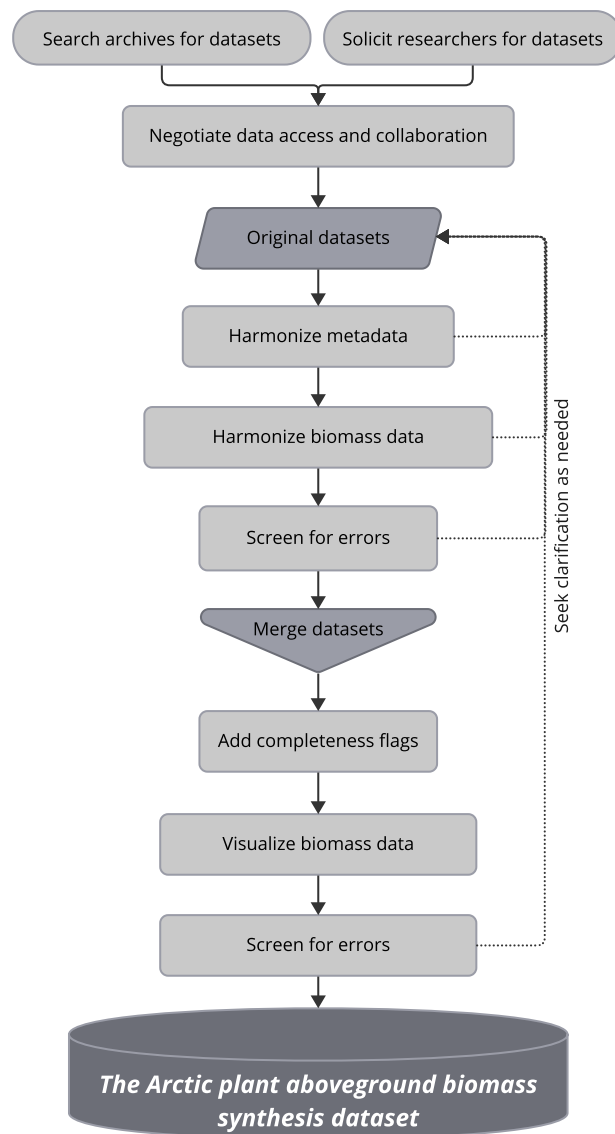 Search archives for datasets
Solicit researchers for datasets
Negotiate data access and collaboration
Original datasets
Harmonize metadata
Harmonize biomass data
Screen for errors
Seek clarification as needed
Merge datasets
Add completeness flags
Visualize biomass data
Screen for errors
The Arctic plant aboveground biomass
synthesis dataset